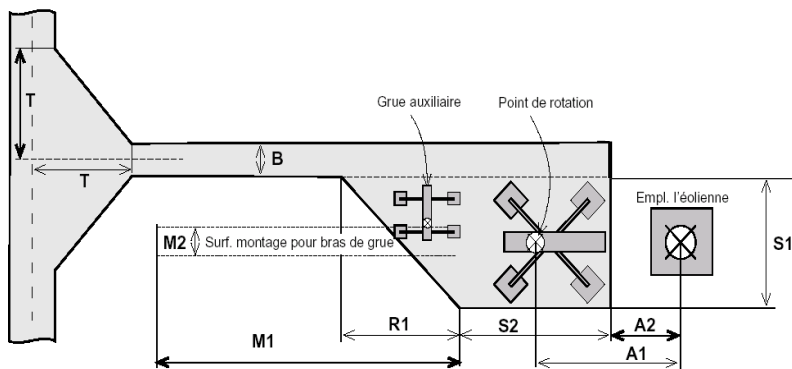 Grue auxiliaire
Point de rotation
T
B
T
Empl. l'éolienne
M2
Surf. montage pour bras de grue
S1
R1
S2
A2
M1
A1